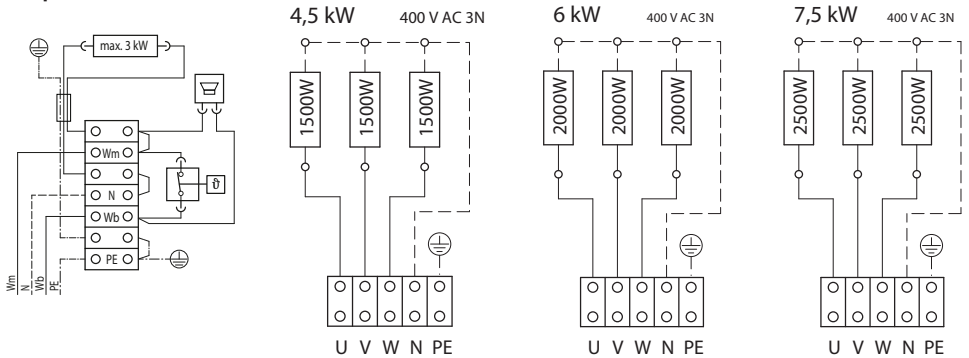 max. 3 kW
Wm
N
Wb
PE
ϑ
Wm
N
Wb
PE
4,5 kW 400 V AC 3N
1500W
1500W
1500W
U V W N PE
6 kW 400 V AC 3N
2000W
2000W
2000W
U V W N PE
7,5 kW 400 V AC 3N
2500W
2500W
2500W
U V W N PE